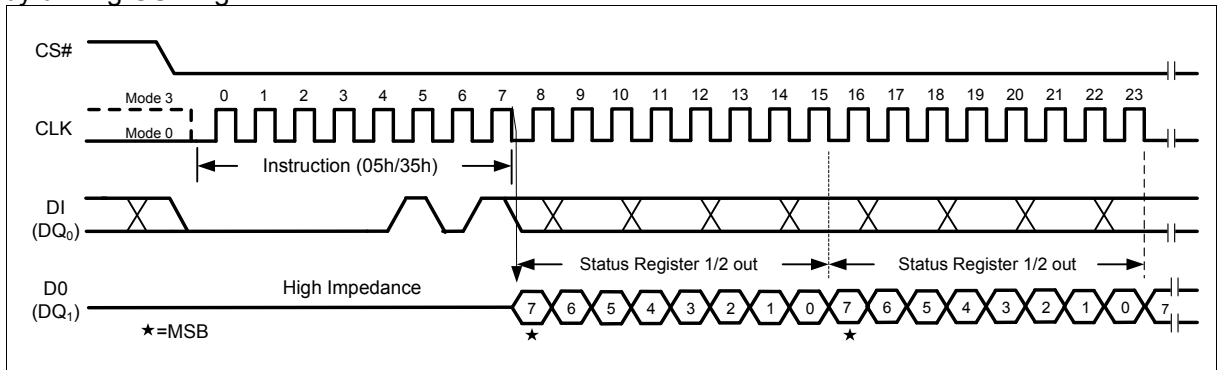 CS#
Mode 3
0 1 2 3 4 5 6 7 8 9 10 11 12 13 14 15 16 17 18 19 20 21 22 23
CLK
Mode 0
Instruction (05h/35h)
DI
(DQ0)
Status Register 1/2 out Status Register 1/2 out
D0
(DQ1)
High Impedance
7 6 5 4 3 2 1 0 7 6 5 4 3 2 1 0 7
★=MSB ★ ★